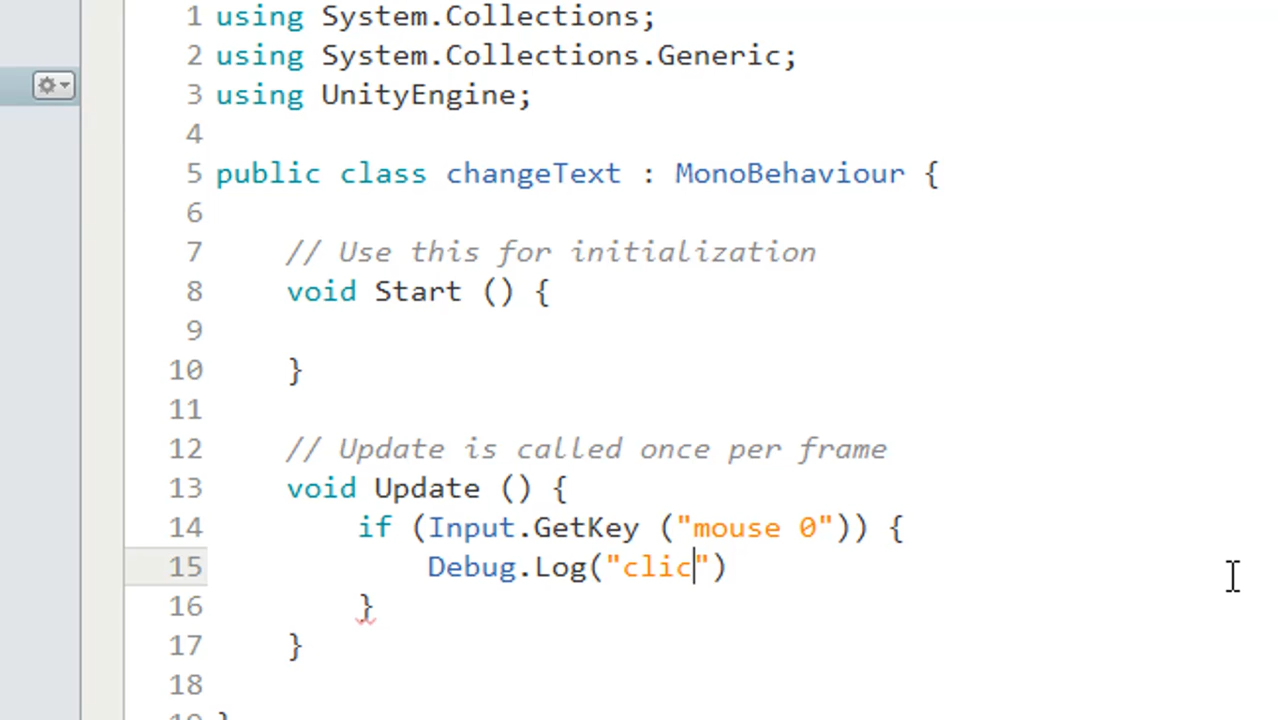 1 using System.Collections;
2 using System.Collections.Generic;
3 using UnityEngine;
4
5 public class changeText : MonoBehaviour {
6
7 // Use this for initialization
8 void Start () {
9
10 }
11
12 // Update is called once per frame
13 void Update () {
14 if (Input.GetKey ("mouse 0")) {
15 Debug.Log("clic")
16 }
17 }
18